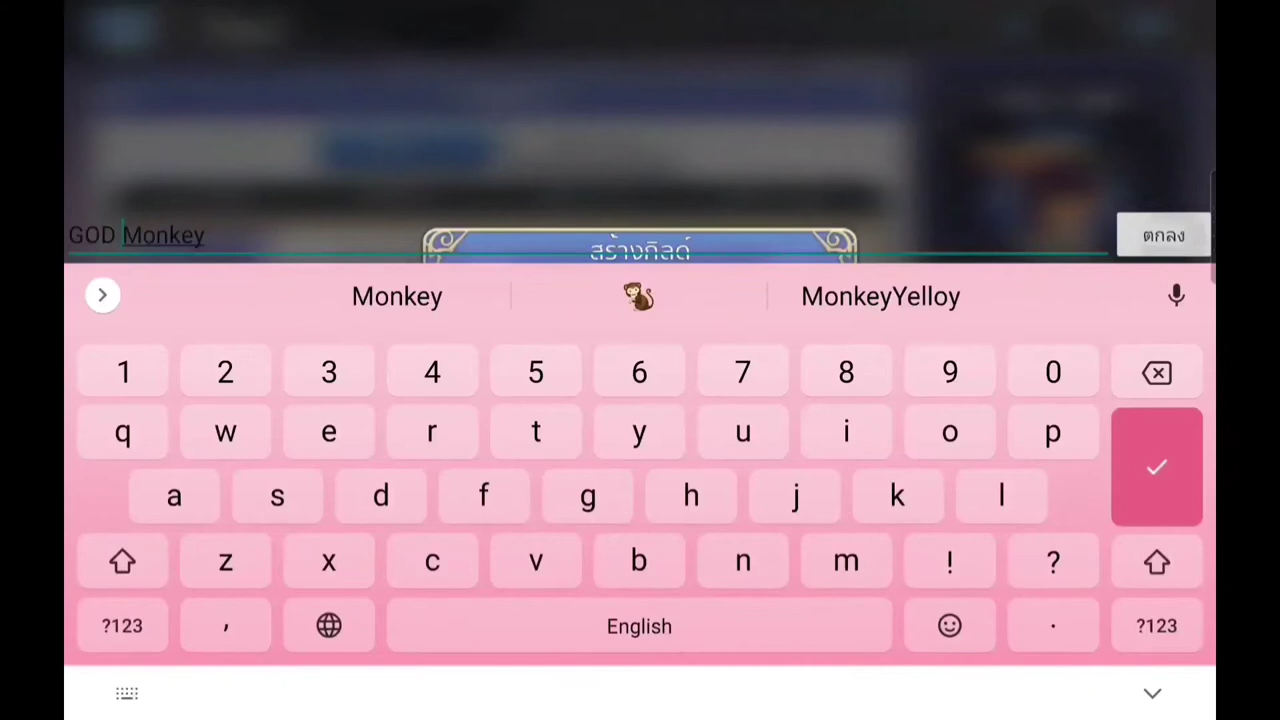 GOD Monkey
ตกลง
สร้างกิลด์
Monkey
MonkeyYelloy
1 2 3 4 5 6 7 8 9 0
q w e r t y u i o p
a s d f g h j k l
z x c v b n m ! ?
?123 , English . ?123